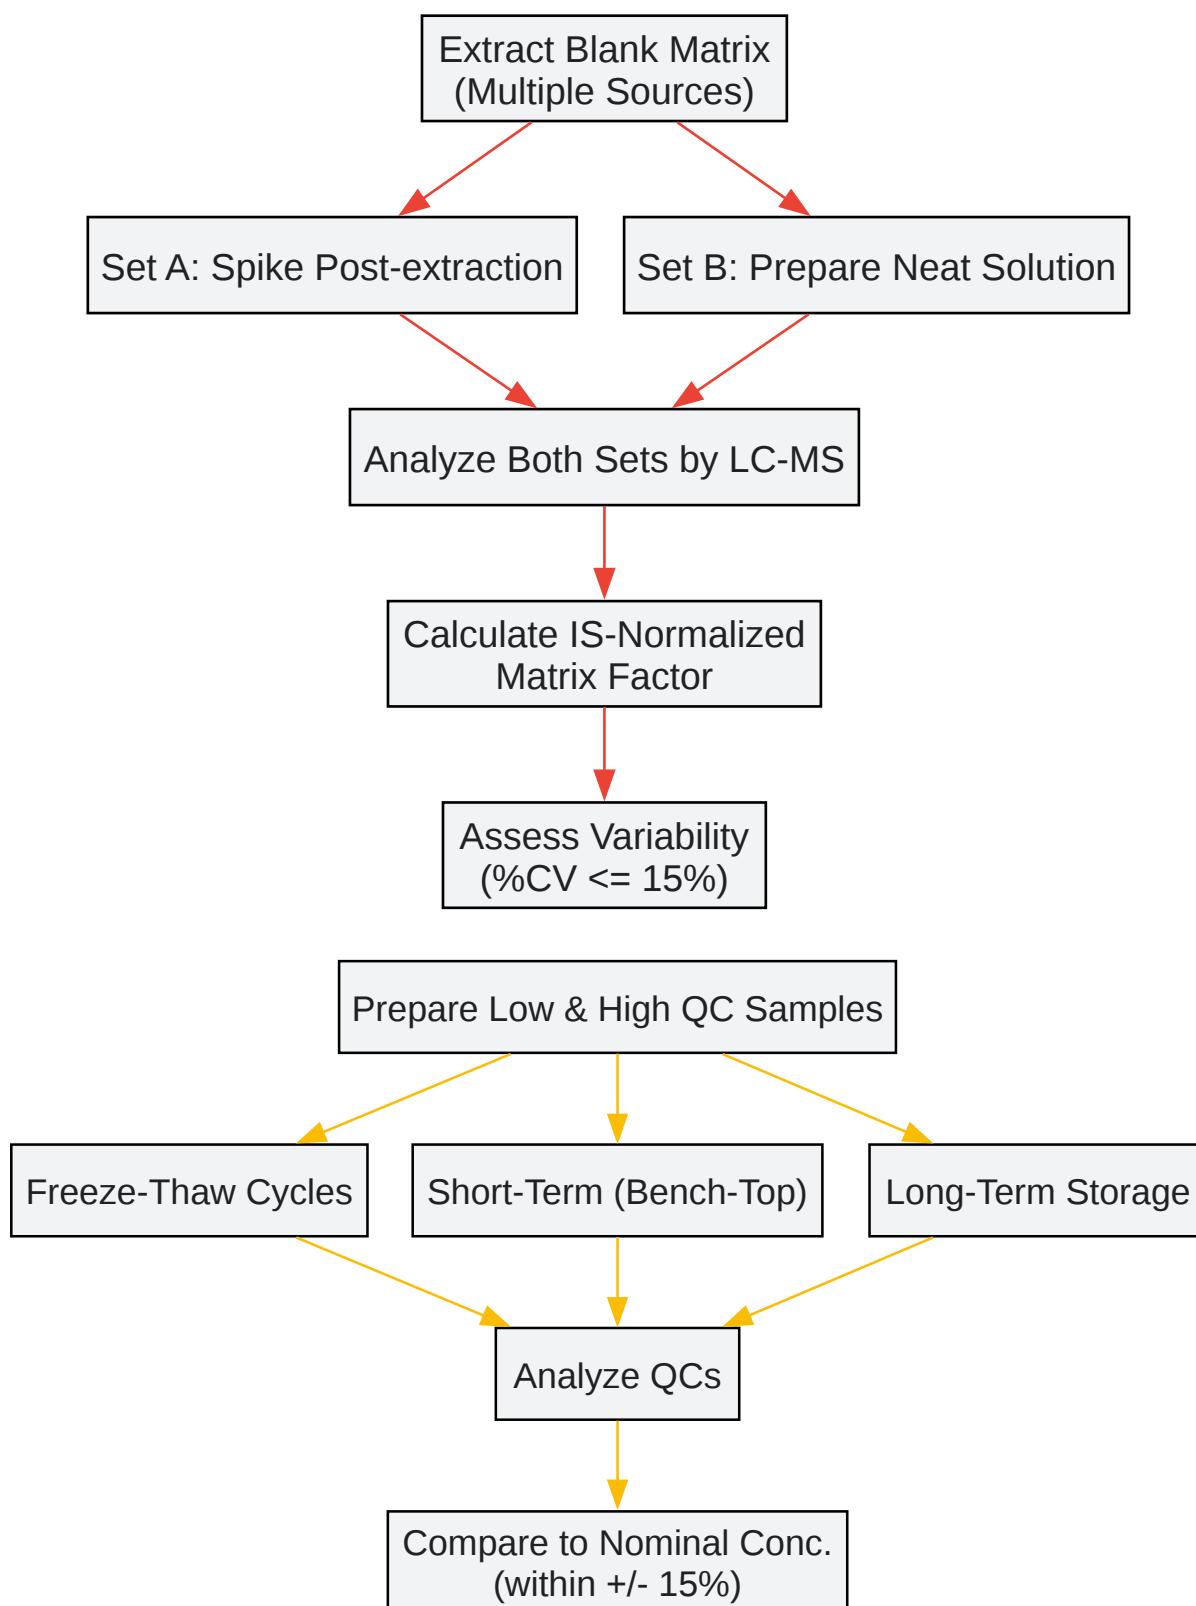 Extract Blank Matrix
(Multiple Sources)
Set A: Spike Post-extraction
Set B: Prepare Neat Solution
Analyze Both Sets by LC-MS
Calculate IS-Normalized
Matrix Factor
Assess Variability
(%CV <= 15%)
Prepare Low & High QC Samples
Freeze-Thaw Cycles
Short-Term (Bench-Top)
Long-Term Storage
Analyze QCs
Compare to Nominal Conc.
(within +/- 15%)